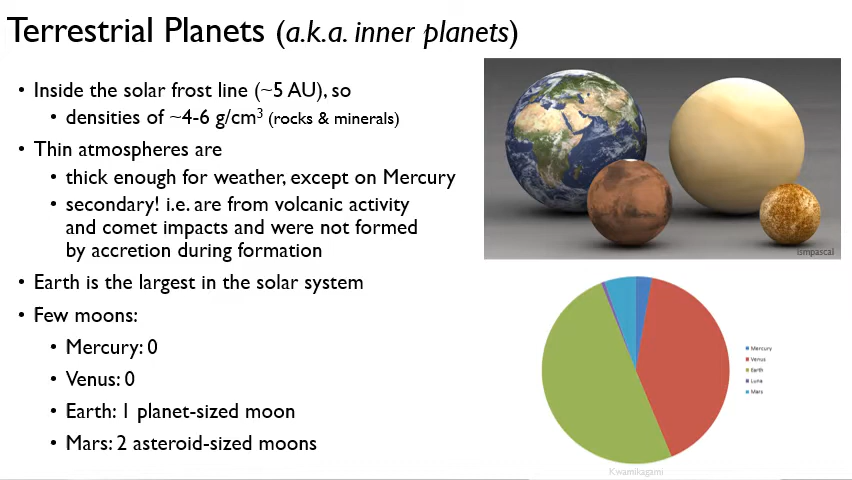 Terrestrial Planets (a.k.a. inner planets)
• Inside the solar frost line (~5 AU), so
• densities of ~4-6 g/cm³ (rocks & minerals)
• Thin atmospheres are
• thick enough for weather, except on Mercury
• secondary! i.e. are from volcanic activity
and comet impacts and were not formed
by accretion during formation
• Earth is the largest in the solar system
• Few moons:
• Mercury: 0
• Venus: 0
• Earth: 1 planet-sized moon
• Mars: 2 asteroid-sized moons
ismpascal
Mercury
Venus
Earth
Luna
Mars
Kwamikagami